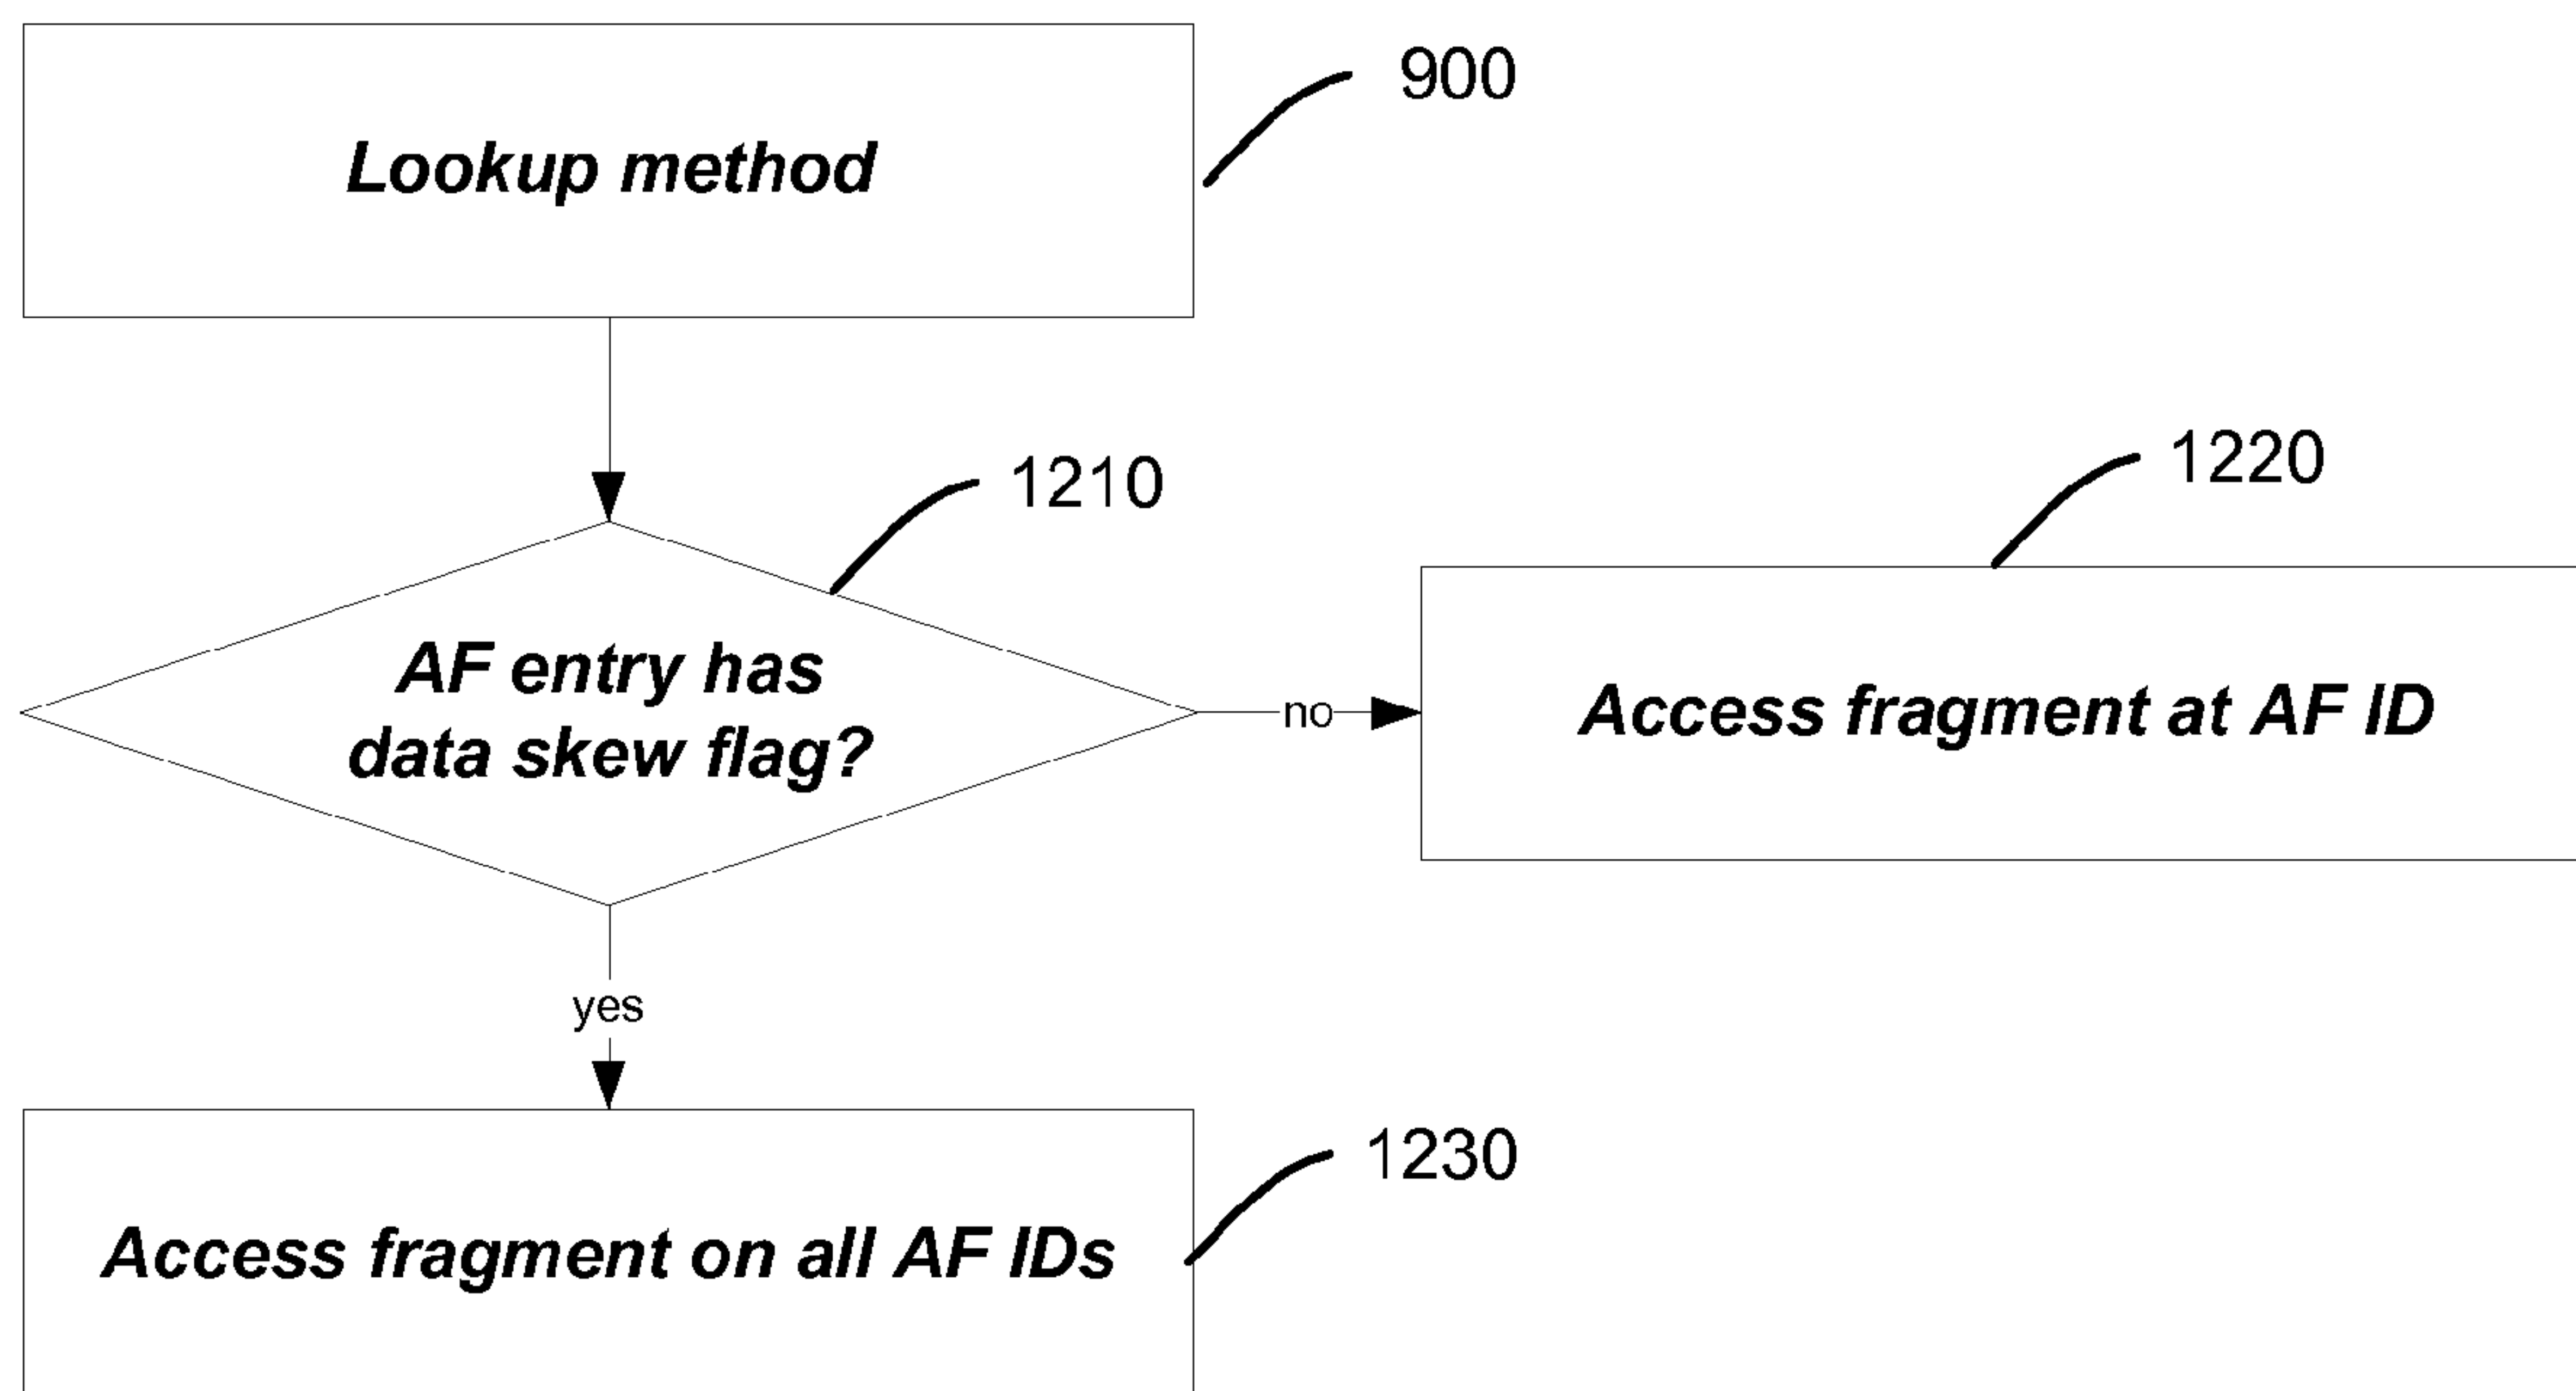 Lookup method
900
1210
AF entry has
data skew flag?
no
1220
Access fragment at AF ID
yes
1230
Access fragment on all AF IDs